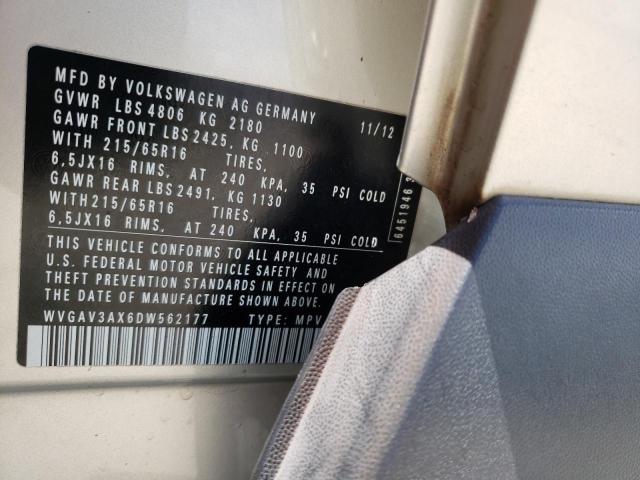 MFD BY VOLKSWAGEN AG GERMANY
GVWR LBS 4806 KG 2180 11/12
GAWR FRONT LBS 2425, KG 1100
WITH 215/65R16 TIRES,
6,5JX16 RIMS, AT 240 KPA, 35 PSI COLD
GAWR REAR LBS 2491, KG 1130
WITH 215/65R16 TIRES,
6,5JX16 RIMS, AT 240 KPA, 35 PSI COLD
THIS VEHICLE CONFORMS TO ALL APPLICABLE
U.S. FEDERAL MOTOR VEHICLE SAFETY AND
THEFT PREVENTION STANDARDS IN EFFECT ON
THE DATE OF MANUFACTURE SHOWN ABOVE.
WVGAV3AX6DW562177 TYPE: MPV
6451946